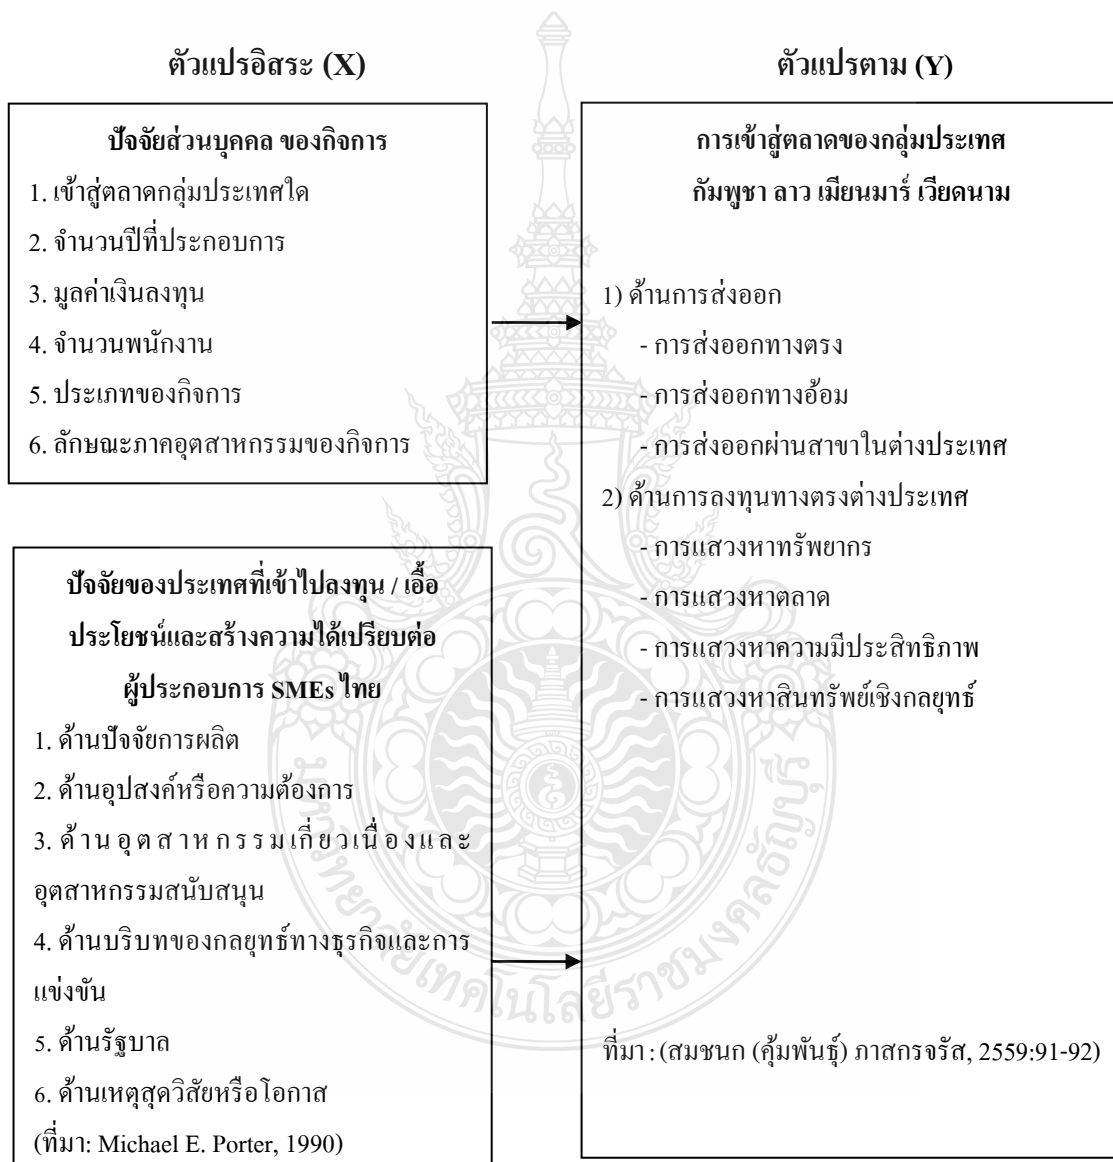 ตัวแปรอิสระ (X)
ปัจจัยส่วนบุคคล ของกิจการ
1. เข้าสู่ตลาดกลุ่มประเทศใด
2. จำนวนปีที่ประกอบการ
3. มูลค่าเงินลงทุน
4. จำนวนพนักงาน
5. ประเภทของกิจการ
6. ลักษณะภาคอุตสาหกรรมของกิจการ
ปัจจัยของประเทศที่เข้าไปลงทุน / เอื้อ
ประโยชน์และสร้างความได้เปรียบต่อ
ผู้ประกอบการ SMEs ไทย
1. ด้านปัจจัยการผลิต
2. ด้านอุปสงค์หรือความต้องการ
3. ด้านอุตสาหกรรมเกี่ยวเนื่องและ
อุตสาหกรรมสนับสนุน
4. ด้านบริบทของกลยุทธ์ทางธุรกิจและการ
แข่งขัน
5. ด้านรัฐบาล
6. ด้านเหตุสุดวิสัยหรือโอกาส
(ที่มา: Michael E. Porter, 1990)
ตัวแปรตาม (Y)
การเข้าสู่ตลาดของกลุ่มประเทศ
กัมพูชา ลาว เมียนมาร์ เวียดนาม
1) ด้านการส่งออก
- การส่งออกทางตรง
- การส่งออกทางอ้อม
- การส่งออกผ่านสาขาในต่างประเทศ
2) ด้านการลงทุนทางตรงต่างประเทศ
- การแสวงหาทรัพยากร
- การแสวงหาตลาด
- การแสวงหาความมีประสิทธิภาพ
- การแสวงหาสินทรัพย์เชิงกลยุทธ์
ที่มา : (สมชนก (คุ้มพันธุ์) ภาสกรจรัส, 2559:91-92)
มหาวิทยาลัยเทคโนโลยีราชมงคลธัญบุรี